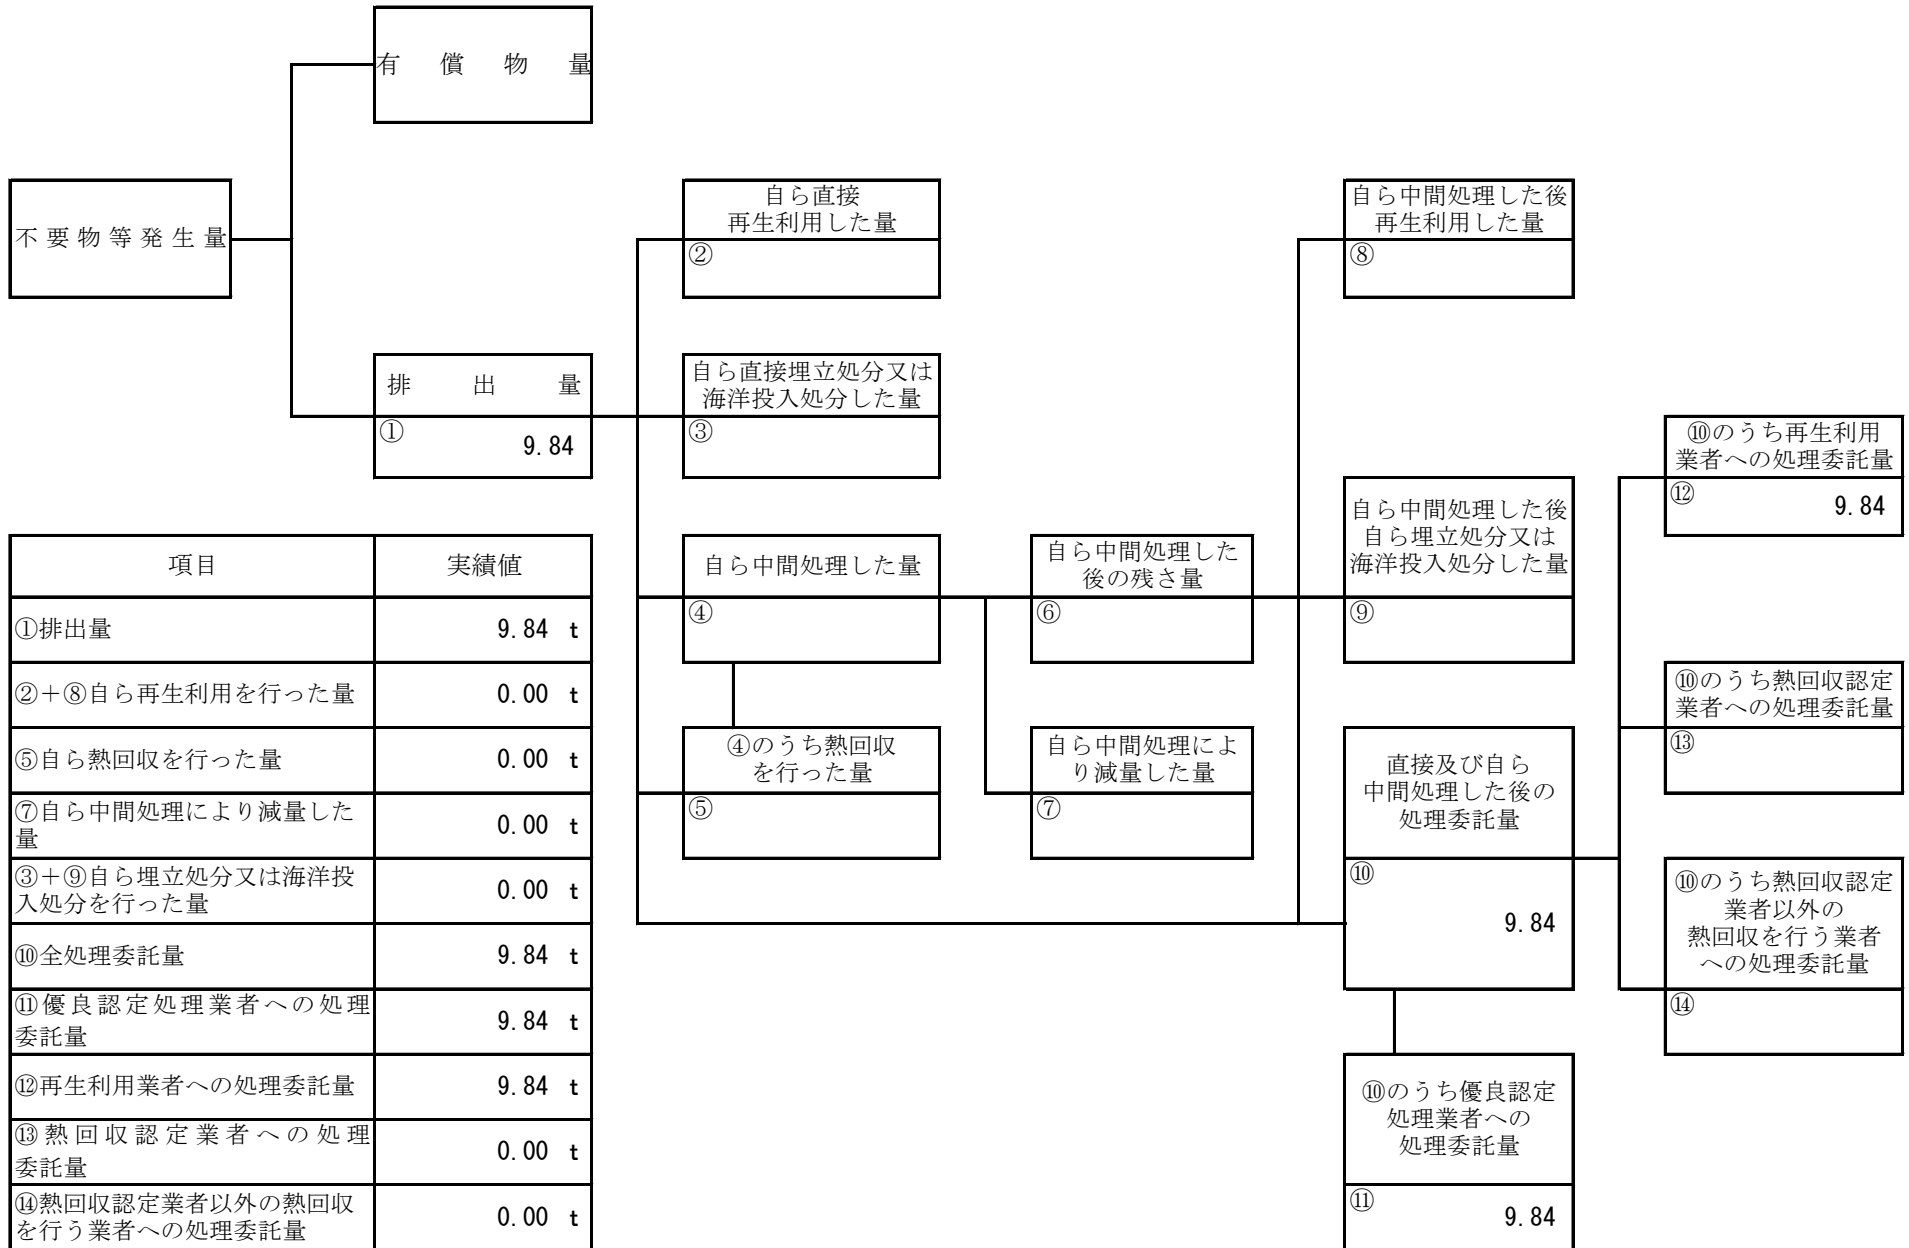 有償物量
不要物等発生量
自ら直接
再生利用した量
②
自ら中間処理した後
再生利用した量
⑧
排出量
①
9.84
自ら直接埋立処分又は
海洋投入処分した量
③
⑩のうち再生利用
業者への処理委託量
⑫
9.84
自ら中間処理した量
④
自ら中間処理した
後の残さ量
⑥
自ら中間処理した後
自ら埋立処分又は
海洋投入処分した量
⑨
⑩のうち熱回収認定
業者への処理委託量
⑬
④のうち熱回収
を行った量
⑤
自ら中間処理によ
り減量した量
⑦
直接及び自ら
中間処理した後の
処理委託量
⑩
9.84
⑩のうち熱回収認定
業者以外の
熱回収を行う業者
への処理委託量
⑭
⑩のうち優良認定
処理業者への
処理委託量
⑪
9.84
項目 実績値
①排出量 9.84 t
②＋⑧自ら再生利用を行った量 0.00 t
⑤自ら熱回収を行った量 0.00 t
⑦自ら中間処理により減量した
量 0.00 t
③＋⑨自ら埋立処分又は海洋投
入処分を行った量 0.00 t
⑩全処理委託量 9.84 t
⑪優良認定処理業者への処理
委託量 9.84 t
⑫再生利用業者への処理委託量 9.84 t
⑬熱回収認定業者への処理
委託量 0.00 t
⑭熱回収認定業者以外の熱回収
を行う業者への処理委託量 0.00 t